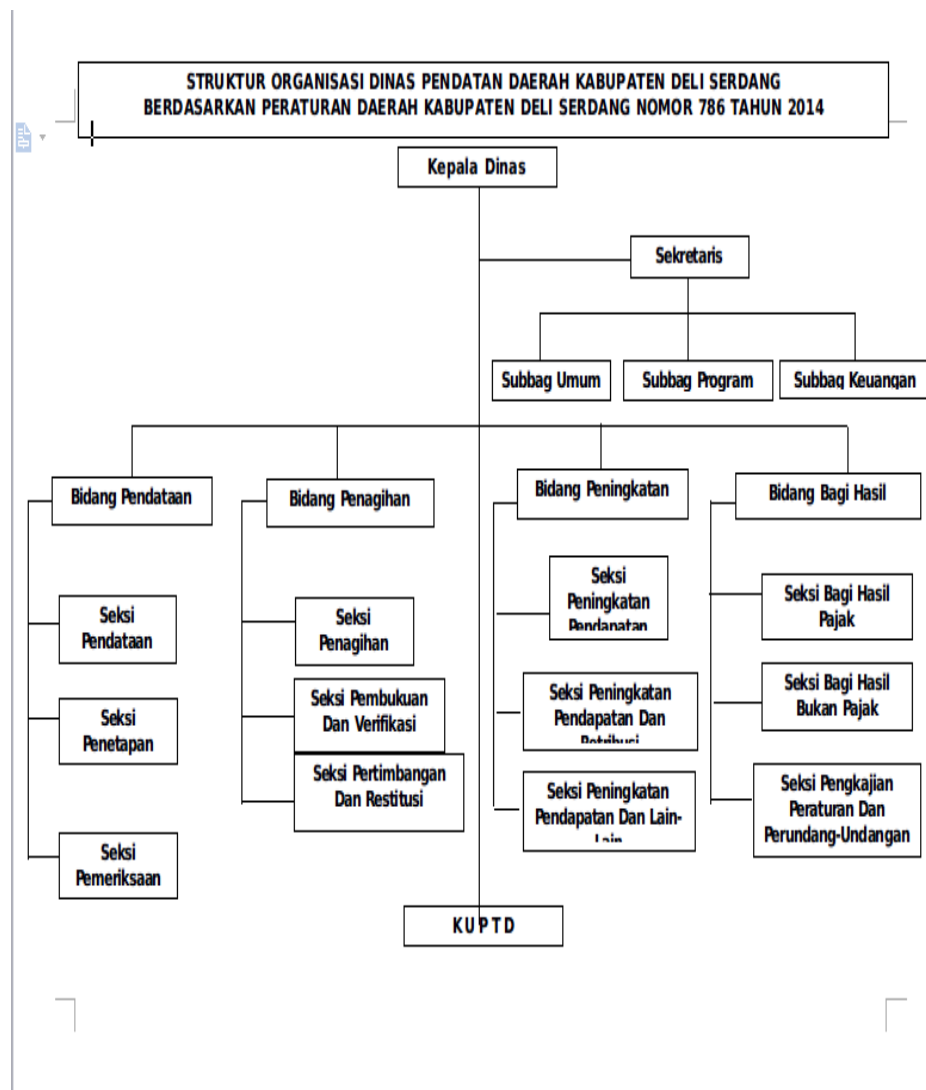 STRUKTUR ORGANISASI DINAS PENDATAN DAERAH KABUPATEN DELI SERDANG
BERDASARKAN PERATURAN DAERAH KABUPATEN DELI SERDANG NOMOR 786 TAHUN 2014
Kepala Dinas
Sekretaris
Subbag Umum
Subbag Program
Subbag Keuangan
Bidang Pendataan
Bidang Penagihan
Bidang Peningkatan
Bidang Bagi Hasil
Seksi
Pendataan
Seksi
Penetapan
Seksi
Pemeriksaan
Seksi
Penagihan
Seksi Pembukuan
Dan Verifikasi
Seksi Pertimbangan
Dan Restitusi
Seksi
Peningkatan
Pendapatan
Seksi Peningkatan
Pendapatan Dan
Retribusi
Seksi Peningkatan
Pendapatan Dan Lain-
Lain
Seksi Bagi Hasil
Pajak
Seksi Bagi Hasil
Bukan Pajak
Seksi Pengkajian
Peraturan Dan
Perundang-Undangan
KUPTD